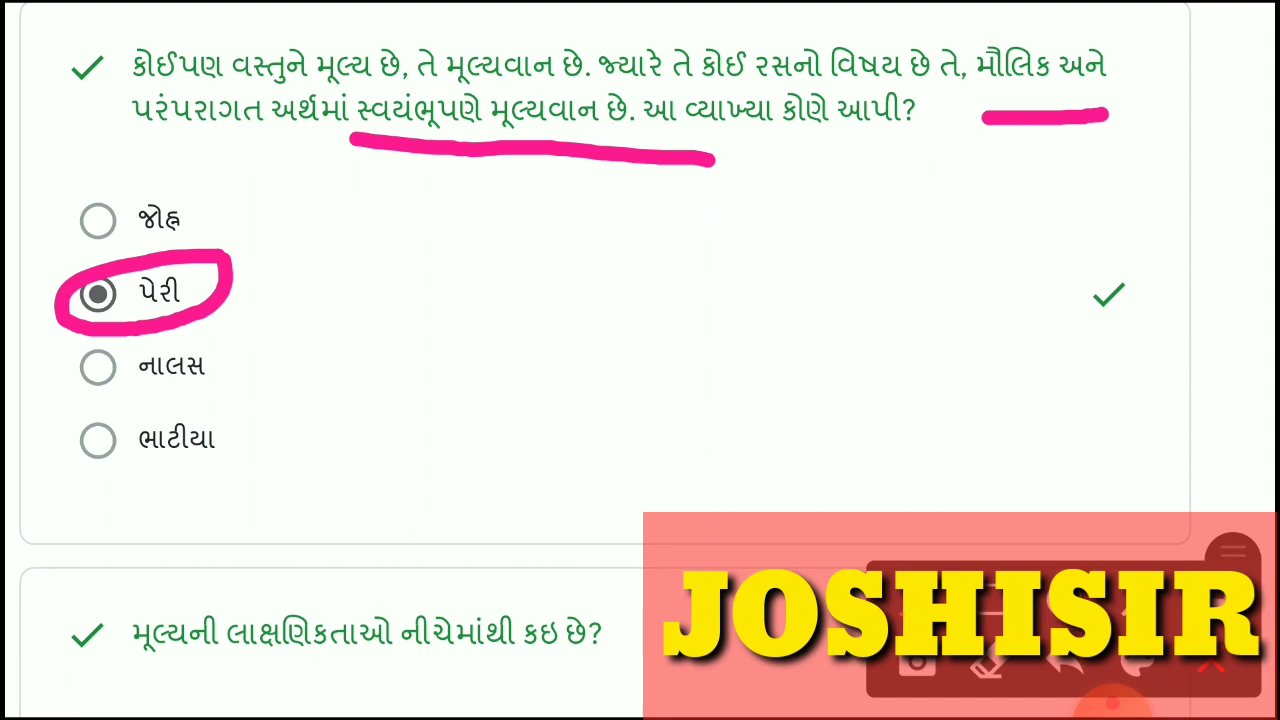 કોઈપણ વસ્તુને મૂલ્ય છે, તે મૂલ્યવાન છે. જ્યારે તે કોઈ રસનો વિષય છે તે, મૌલિક અને
પરંપરાગત અર્થમાં સ્વયંભૂપણે મૂલ્યવાન છે. આ વ્યાખ્યા કોણે આપી?
જોહ્ન
પેરી
નાલસ
ભાટીયા
મૂલ્યની લાક્ષણિકતાઓ નીચેમાંથી કઇ છે?
JOSHISIR